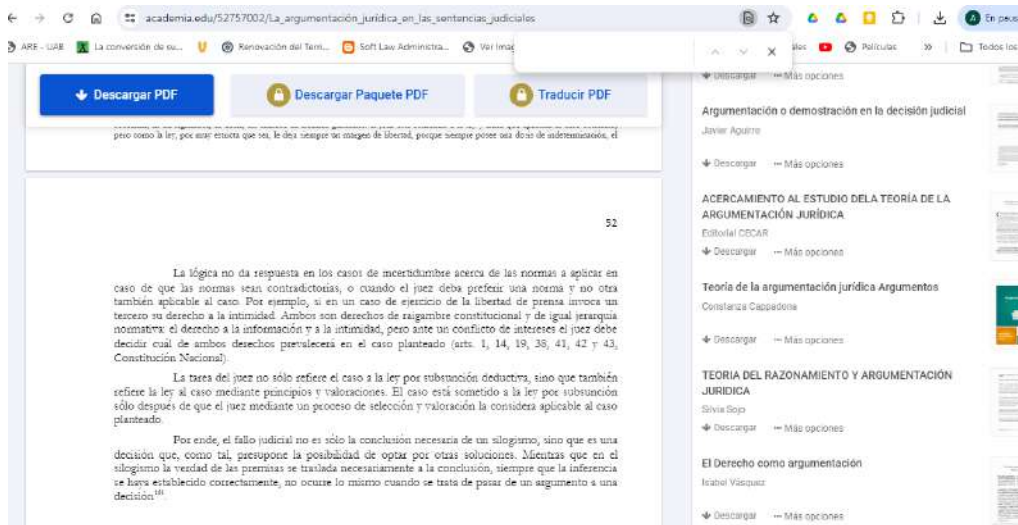 academia.edu/52757002/La_argumentación_jurídica_en_las_sentencias_judiciales
En paus
ARE - UAB
La conversión de su...
Renovación del Terri...
Soft Law Administra...
Ver imag
Películas
Todos los
Descargar PDF
Descargar Paquete PDF
Traducir PDF
pero como la ley, por muy estricta que sea, le deja siempre un margen de libertad, porque siempre posee una dosis de indeterminación, el
52
La lógica no da respuesta en los casos de incertidumbre acerca de las normas a aplicar en
caso de que las normas sean contradictorias, o cuando el juez deba preferir una norma y no otra
también aplicable al caso. Por ejemplo, si en un caso de ejercicio de la libertad de prensa invoca un
tercero su derecho a la intimidad. Ambos son derechos de raigambre constitucional y de igual jerarquía
normativa: el derecho a la información y a la intimidad, pero ante un conflicto de intereses el juez debe
decidir cuál de ambos derechos prevalecerá en el caso planteado (arts. 1, 14, 19, 38, 41, 42 y 43,
Constitución Nacional).
La tarea del juez no sólo refiere el caso a la ley por subsunción deductiva, sino que también
refiere la ley al caso mediante principios y valoraciones. El caso está sometido a la ley por subsunción
sólo después de que el juez mediante un proceso de selección y valoración la considera aplicable al caso
planteado.
Por ende, el fallo judicial no es sólo la conclusión necesaria de un silogismo, sino que es una
decisión que, como tal, presupone la posibilidad de optar por otras soluciones. Mientras que en el
silogismo la verdad de las premisas se traslada necesariamente a la conclusión, siempre que la inferencia
se haya establecido correctamente, no ocurre lo mismo cuando se trata de pasar de un argumento a una
decisión
Descargar ··· Más opciones
Argumentación o demostración en la decisión judicial
Javier Aguirre
Descargar ··· Más opciones
ACERCAMIENTO AL ESTUDIO DELA TEORÍA DE LA
ARGUMENTACIÓN JURÍDICA
Editorial CECAR
Descargar ··· Más opciones
Teoría de la argumentación jurídica Argumentos
Constanza Cappadona
Descargar ··· Más opciones
TEORIA DEL RAZONAMIENTO Y ARGUMENTACIÓN
JURIDICA
Silvia Sojo
Descargar ··· Más opciones
El Derecho como argumentación
Isabel Vásquez
Descargar ··· Más opciones